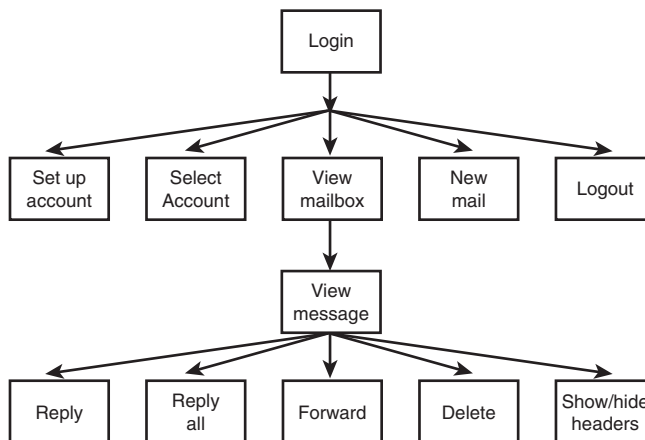 Login
Set up
account
Select
Account
View
mailbox
New
mail
Logout
View
message
Reply
Reply
all
Forward
Delete
Show/hide
headers